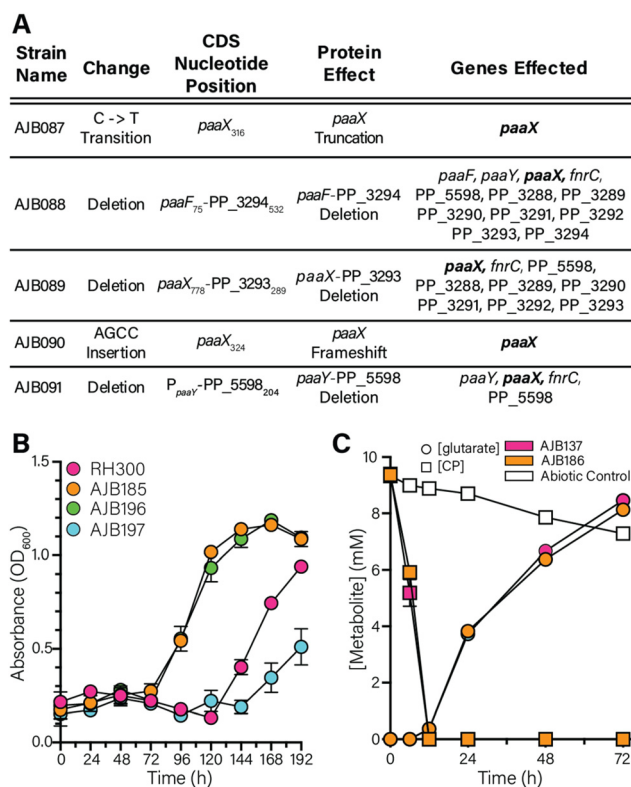 A
Strain Name Change CDS Nucleotide Position Protein Effect Genes Effected
AJB087 C -> T Transition paaX316 paaX Truncation paaX
AJB088 Deletion paaF75-PP_3294532 paaF-PP_3294 Deletion paaF, paaY, paaX, fnrC, PP_5598, PP_3288, PP_3289 PP_3290, PP_3291, PP_3292 PP_3293, PP_3294
AJB089 Deletion paaX778-PP_3293289 paaX-PP_3293 Deletion paaX, fnrC, PP_5598, PP_3288, PP_3289, PP_3290 PP_3291, PP_3292, PP_3293
AJB090 AGCC Insertion paaX324 paaX Frameshift paaX
AJB091 Deletion PpaaY-PP_5598204 paaY-PP_5598 Deletion paaY, paaX, fnrC, PP_5598
B
1.5
1.0
0.5
0.0
Absorbance (OD600)
RH300
AJB185
AJB196
AJB197
0 24 48 72 96 120 144 168 192
Time (h)
C
[glutarate]
[CP]
AJB137
AJB186
Abiotic Control
10
8
6
4
2
0
[Metabolite] (mM)
0 24 48 72
Time (h)